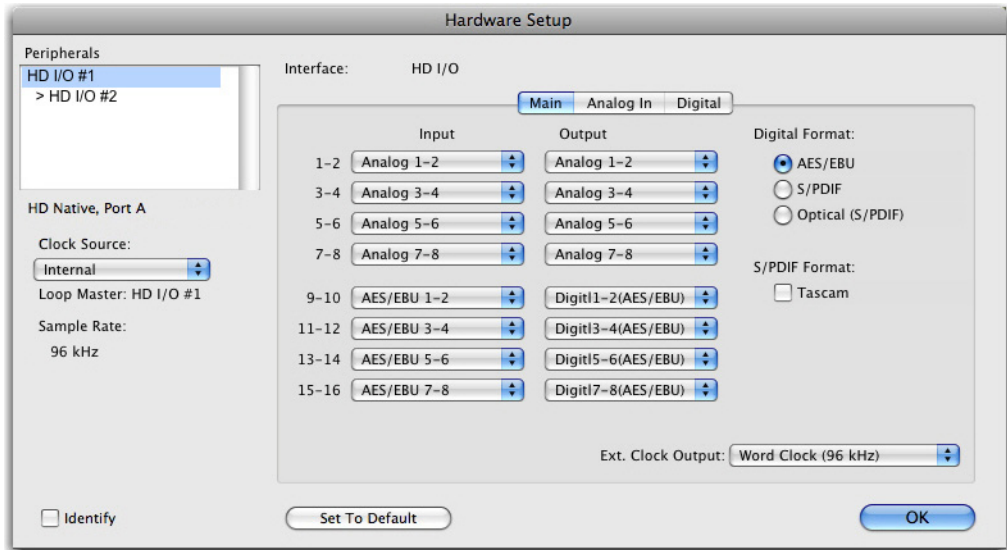 Hardware Setup
Peripherals
HD I/O #1
> HD I/O #2
HD Native, Port A
Clock Source:
Internal
Loop Master: HD I/O #1
Sample Rate:
96 kHz
Identify
Interface: HD I/O
Main Analog In Digital
Input Output
1-2 Analog 1-2 Analog 1-2
3-4 Analog 3-4 Analog 3-4
5-6 Analog 5-6 Analog 5-6
7-8 Analog 7-8 Analog 7-8
9-10 AES/EBU 1-2 Digitl1-2(AES/EBU)
11-12 AES/EBU 3-4 Digitl3-4(AES/EBU)
13-14 AES/EBU 5-6 Digitl5-6(AES/EBU)
15-16 AES/EBU 7-8 Digitl7-8(AES/EBU)
Digital Format:
AES/EBU
S/PDIF
Optical (S/PDIF)
S/PDIF Format:
Tascam
Ext. Clock Output: Word Clock (96 kHz)
Set To Default
OK